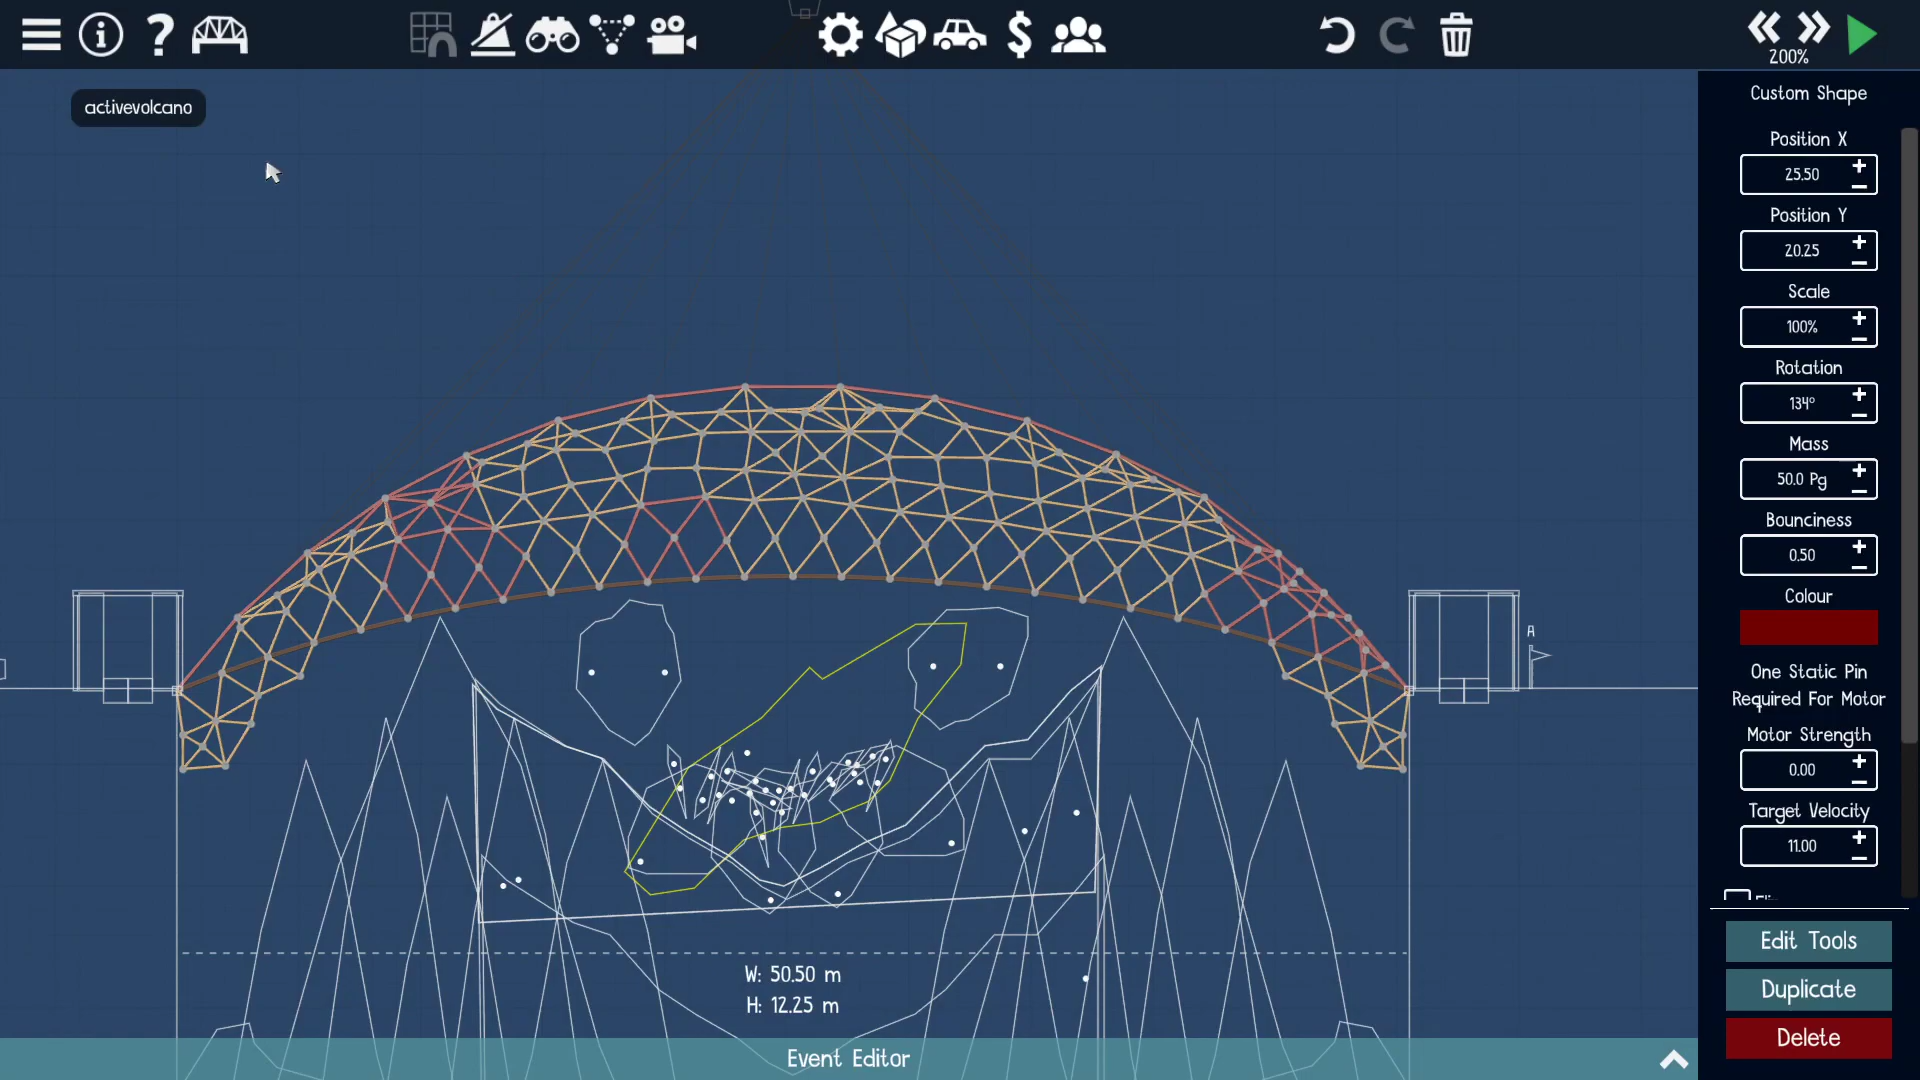 200%
activevolcano
Custom Shape
Position X
25.50
Position Y
20.25
Scale
100%
Rotation
134°
Mass
50.0 Pg
Bounciness
0.50
Colour
One Static Pin
Required For Motor
Motor Strength
0.00
Target Velocity
11.00
A
W: 50.50 m
H: 12.25 m
Edit Tools
Duplicate
Delete
Event Editor